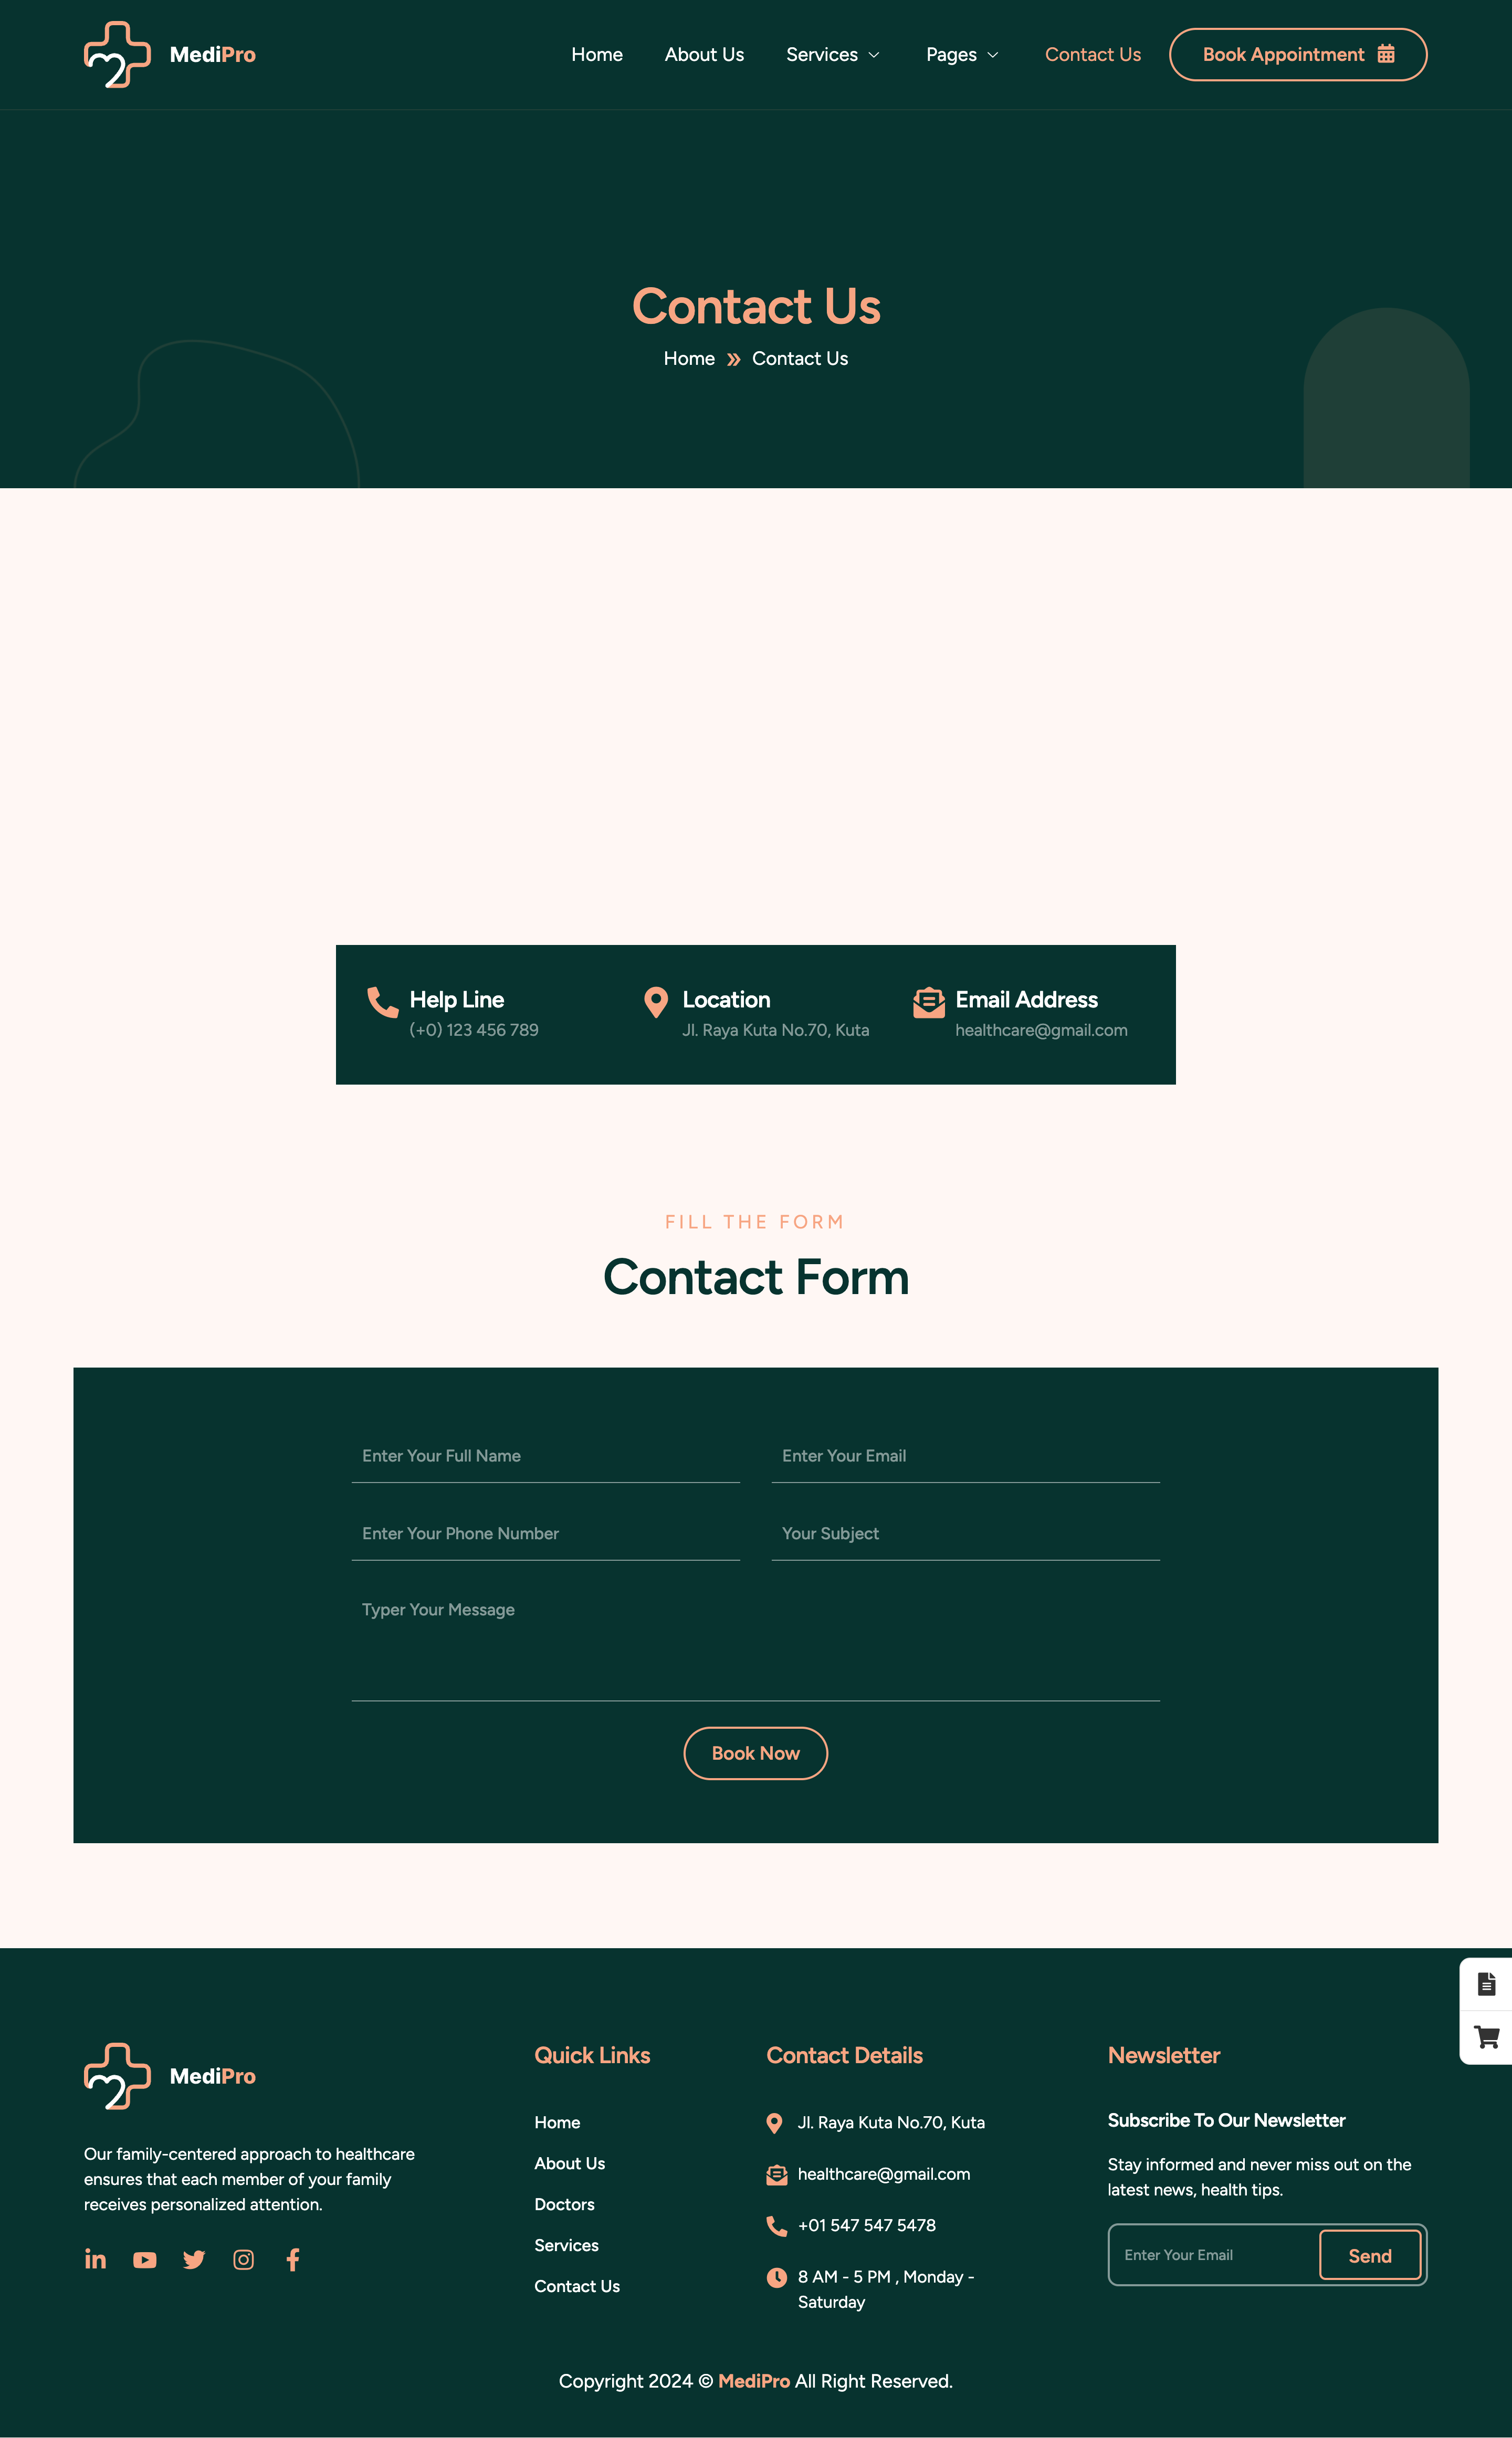 MediPro
Home About Us Services Pages Contact Us Book Appointment
Contact Us
Home Contact Us
Help Line
(+0) 123 456 789
Location
Jl. Raya Kuta No.70, Kuta
Email Address
healthcare@gmail.com
FILL THE FORM
Contact Form
Enter Your Full Name
Enter Your Email
Enter Your Phone Number
Your Subject
Typer Your Message
Book Now
MediPro
Our family-centered approach to healthcare
ensures that each member of your family
receives personalized attention.
Quick Links
Home
About Us
Doctors
Services
Contact Us
Contact Details
Jl. Raya Kuta No.70, Kuta
healthcare@gmail.com
+01 547 547 5478
8 AM - 5 PM , Monday -
Saturday
Newsletter
Subscribe To Our Newsletter
Stay informed and never miss out on the
latest news, health tips.
Enter Your Email
Send
Copyright 2024 © MediPro All Right Reserved.